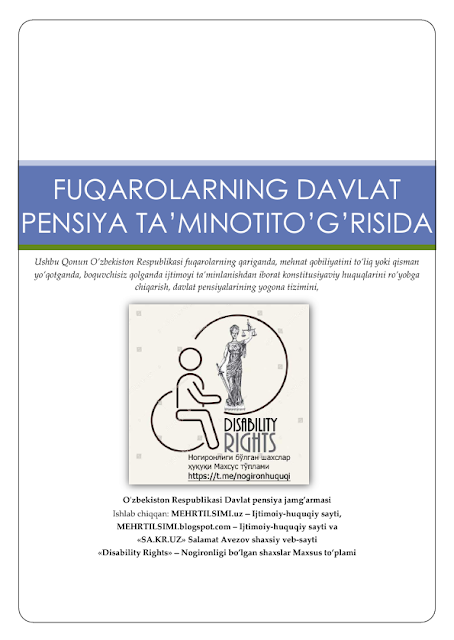 FUQAROLARNING DAVLAT
PENSIYA TA’MINOTITO’G’RISIDA
Ushbu Qonun O’zbekiston Respublikasi fuqarolarning qariganda, mehnat qobiliyatini to’liq yoki qisman
yo’qotganda, boquvchisiz qolganda ijtimoyi ta’minlanishdan iborat konstitusiyaviy huquqlarini ro’yobga
chiqarish, davlat pensiyalarining yogona tizimini,
DISABILITY
RIGHTS
Ногиронлиги бўлган шахслар
ҳуқуқи Махсус тўплами
https://t.me/nogironhuquqi
O'zbekiston Respublikasi Davlat pensiya jamg'armasi
Ishlab chiqqan: MEHRTILSIMI.uz – Ijtimoiy-huquqiy sayti,
MEHRTILSIMI.blogspot.com – Ijtimoiy-huquqiy sayti va
«SA.KR.UZ» Salamat Avezov shaxsiy veb-sayti
«Disability Rights» – Nogironligi bo’lgan shaxslar Maxsus to’plami